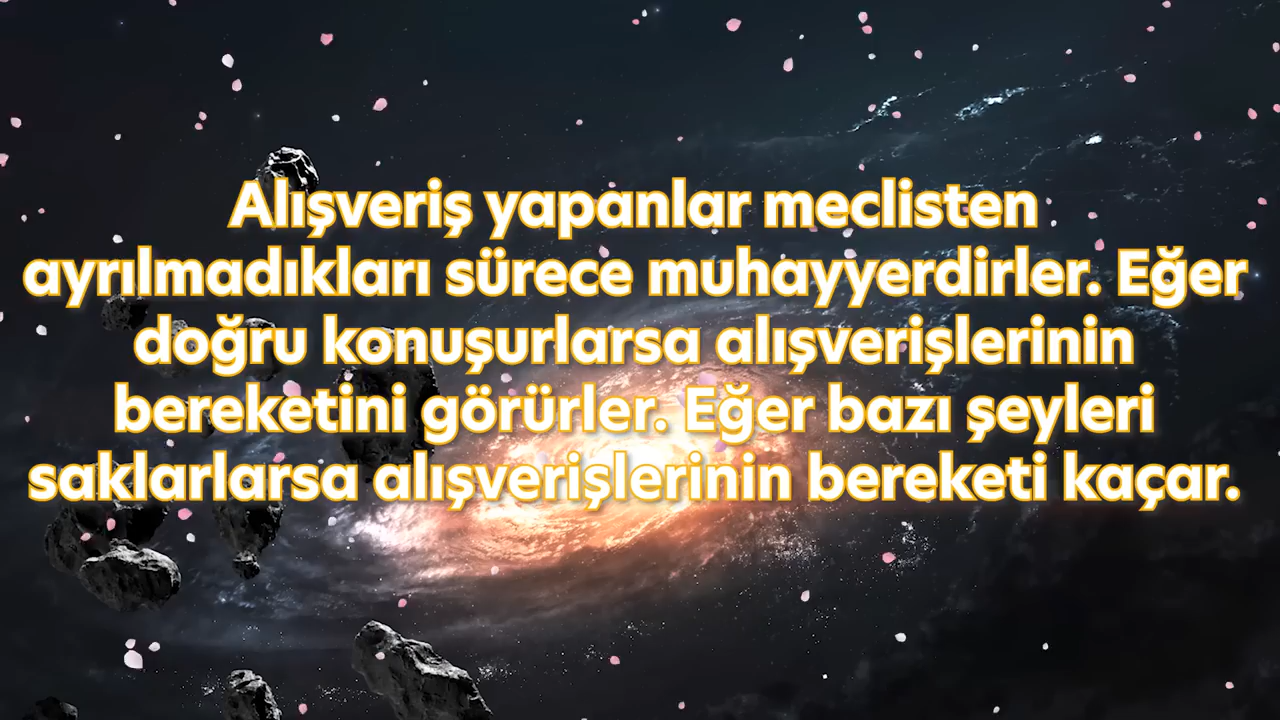 Alışveriş yapanlar meclisten
ayrılmadıkları sürece muhayyerdirler. Eğer
doğru konuşurlarsa alışverişlerinin
bereketini görürler. Eğer bazı şeyleri
saklarlarsa alışverişlerinin bereketi kaçar.